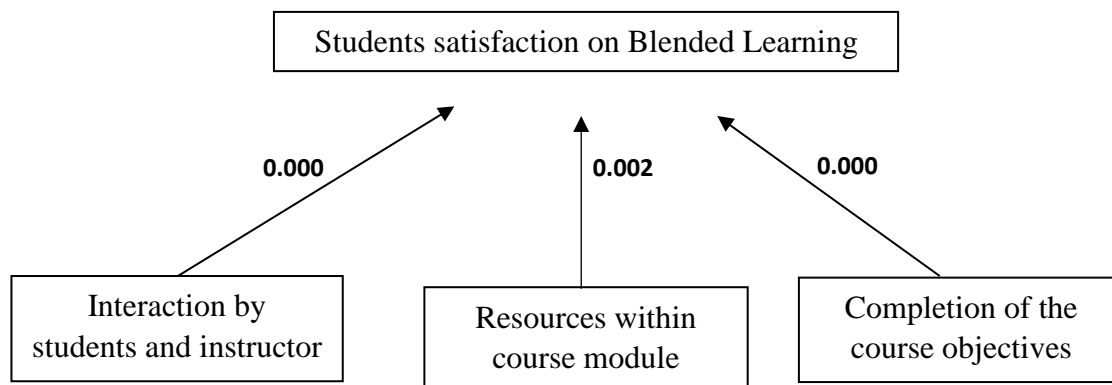 Students satisfaction on Blended Learning
0.000
0.002
0.000
Interaction by
students and instructor
Resources within
course module
Completion of the
course objectives